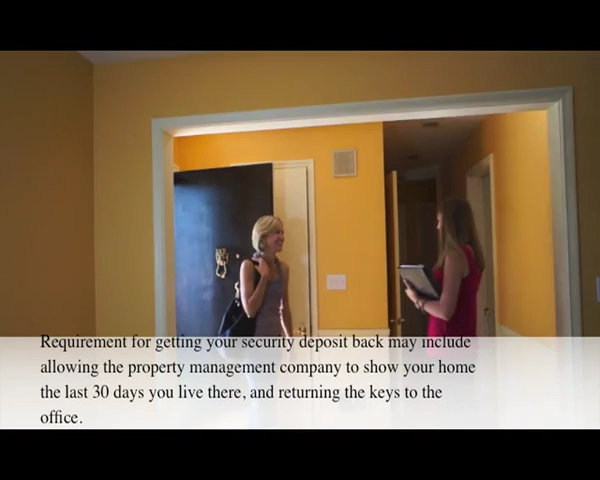 Requirement for getting your security deposit back may include
allowing the property management company to show your home
the last 30 days you live there, and returning the keys to the
office.